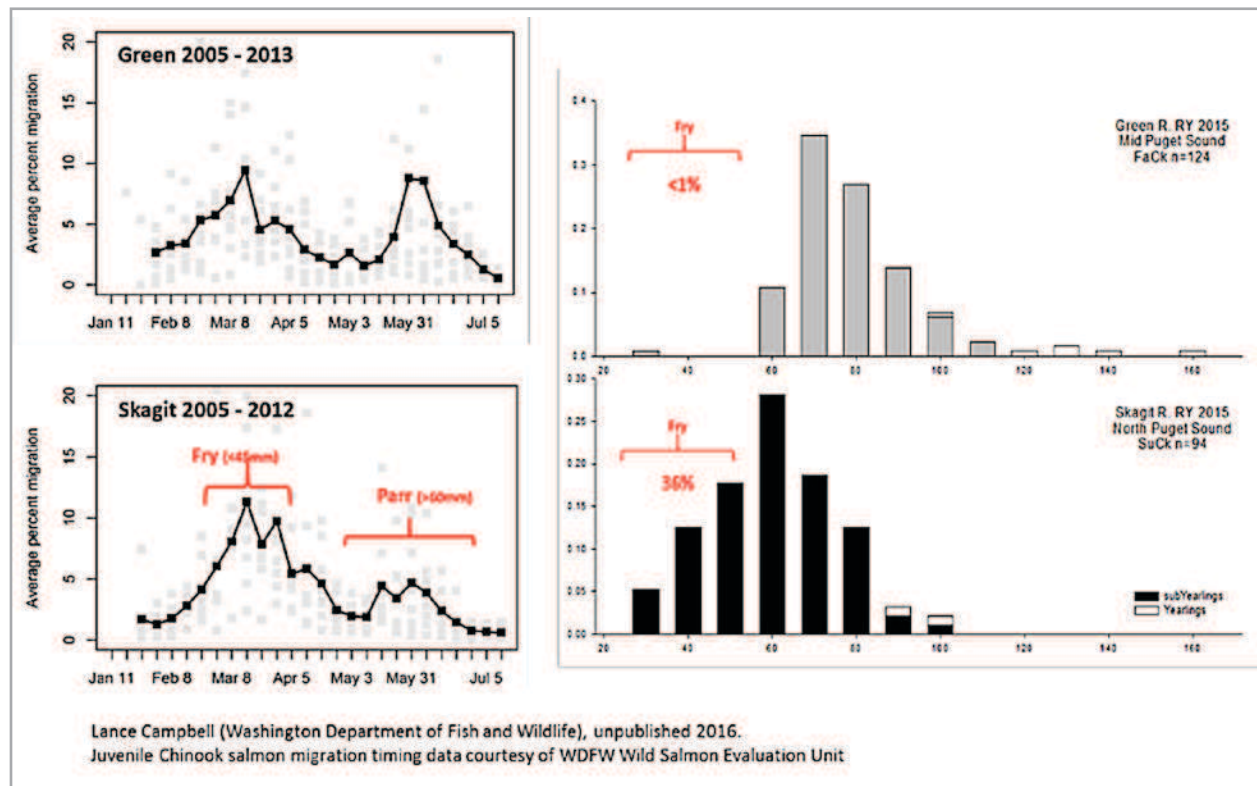 Green 2005 - 2013
Average percent migration
20
15
10
5
0
Jan 11 Feb 8 Mar 8 Apr 5 May 3 May 31 Jul 5
Skagit 2005 - 2012
Average percent migration
20
15
10
5
0
Fry (<45mm)
Parr (>60mm)
Jan 11 Feb 8 Mar 8 Apr 5 May 3 May 31 Jul 5
0.4
0.3
0.2
0.1
0.0
Fry
<1%
Green R. RY 2015
Mid Puget Sound
FaCk n=124
20 40 60 80 100 120 140 160
0.30
0.25
0.20
0.15
0.10
0.05
0.00
Fry
36%
Skagit R. RY 2015
North Puget Sound
SuCk n=94
subYearings
Yearings
20 40 60 80 100 120 140 160
Lance Campbell (Washington Department of Fish and Wildlife), unpublished 2016.
Juvenile Chinook salmon migration timing data courtesy of WDFW Wild Salmon Evaluation Unit